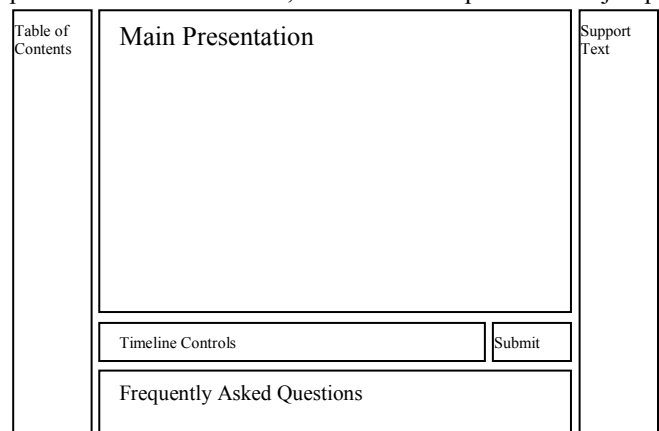 Table of
Contents
Main Presentation
Support
Text
Timeline Controls
Submit
Frequently Asked Questions